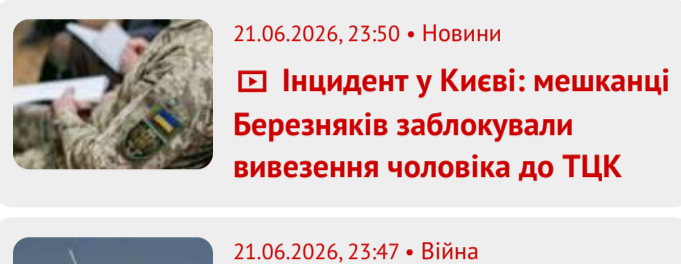 21.06.2026, 23:50 • Новини
Інцидент у Києві: мешканці
Березняків заблокували
вивезення чоловіка до ТЦК
21.06.2026, 23:47 • Війна